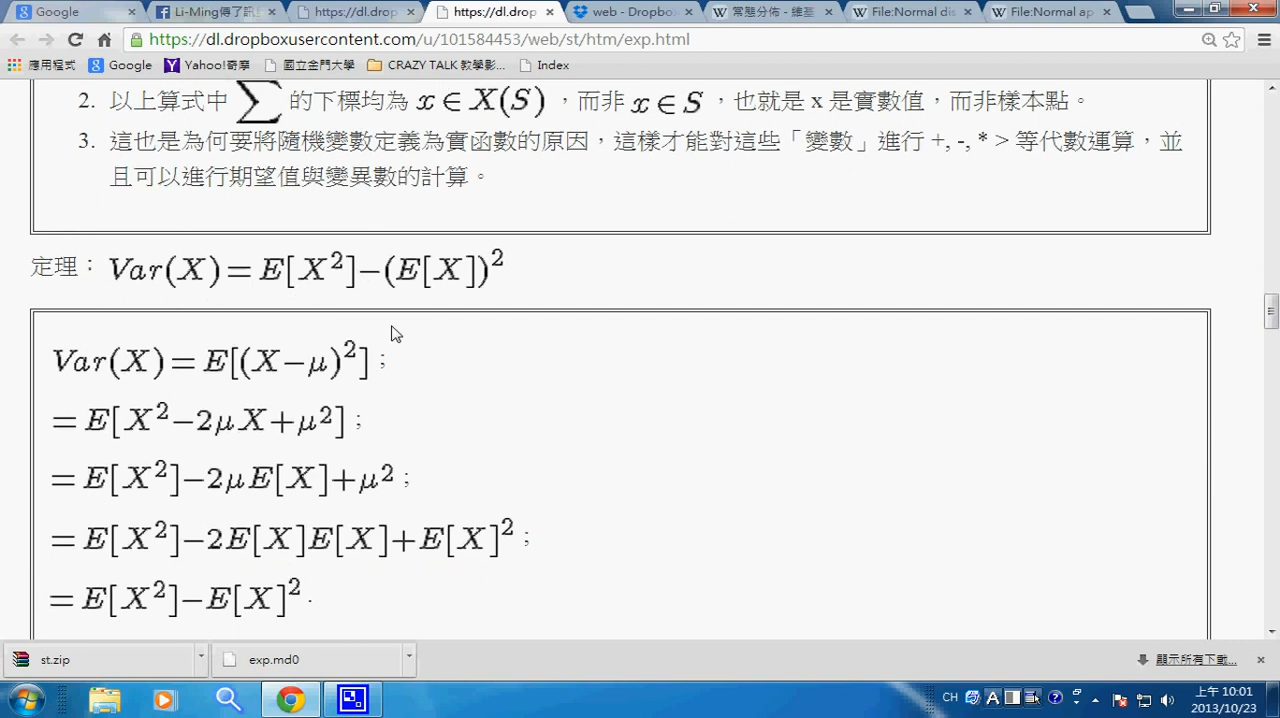 Google
Li-Ming傳了訊
https://dl.drop
https://dl.drop
web - Dropbox
常態分佈 - 維基
File:Normal dis
File:Normal ap
https://dl.dropboxusercontent.com/u/101584453/web/st/htm/exp.html
應用程式
Google
Yahoo!奇摩
國立金門大學
CRAZY TALK 教學影...
Index
2. 以上算式中 ∑ 的下標均為 x∈X(S) ,而非 x∈S ,也就是 x 是實數值,而非樣本點。
3. 這也是為何要將隨機變數定義為實函數的原因,這樣才能對這些「變數」進行 +, -, * > 等代數運算,並
且可以進行期望值與變異數的計算。
定理: Var(X)=E[X²]−(E[X])²
Var(X)=E[(X−μ)²] ;
=E[X²−2μX+μ²] ;
=E[X²]−2μE[X]+μ² ;
=E[X²]−2E[X]E[X]+E[X]² ;
=E[X²]−E[X]² .
st.zip
exp.md0
顯示所有下載...
CH
上午 10:01
2013/10/23